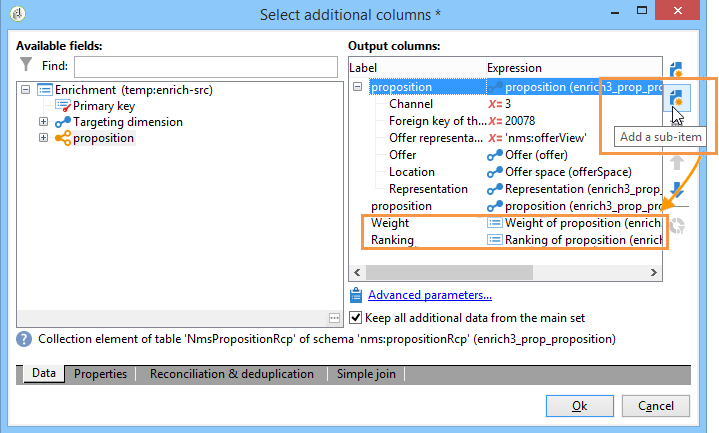 Select additional columns *
Available fields:
Find:
Enrichment (temp:enrich-src)
Primary key
Targeting dimension
proposition
Output columns:
Label Expression
proposition proposition (enrich3_prop_pro
Channel X= 3
Foreign key of th... X= 20078
Offer representa... X= 'nms:offerView'
Offer Offer (offer)
Location Offer space (offerSpace)
Representation Representation (enrich3_prop_
proposition proposition (enrich3_prop_pro
Weight Weight of proposition (enrich
Ranking Ranking of proposition (enrich
Add a sub-item
Advanced parameters...
Keep all additional data from the main set
Collection element of table 'NmsPropositionRcp' of schema 'nms:propositionRcp' (enrich3_prop_proposition)
Data Properties Reconciliation & deduplication Simple join
Ok Cancel